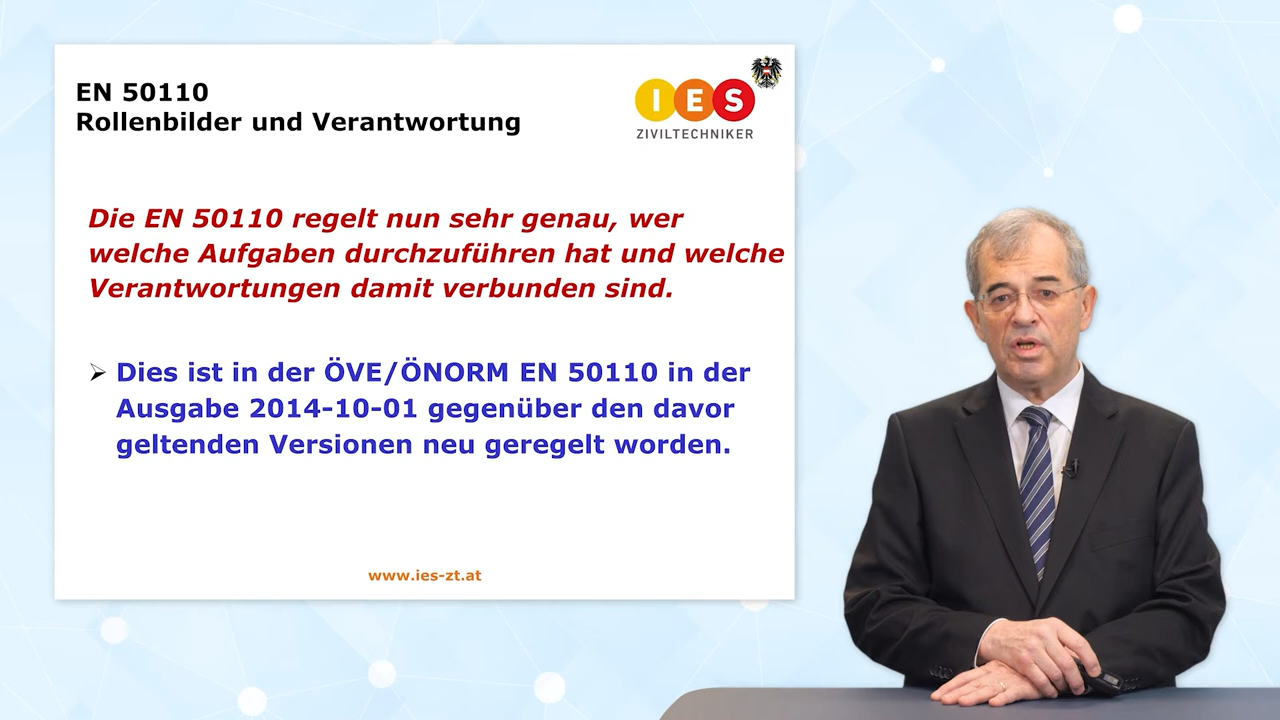 EN 50110
Rollenbilder und Verantwortung
IES
ZIVILTECHNIKER
Die EN 50110 regelt nun sehr genau, wer
welche Aufgaben durchzuführen hat und welche
Verantwortungen damit verbunden sind.
➢ Dies ist in der ÖVE/ÖNORM EN 50110 in der
Ausgabe 2014-10-01 gegenüber den davor
geltenden Versionen neu geregelt worden.
www.ies-zt.at